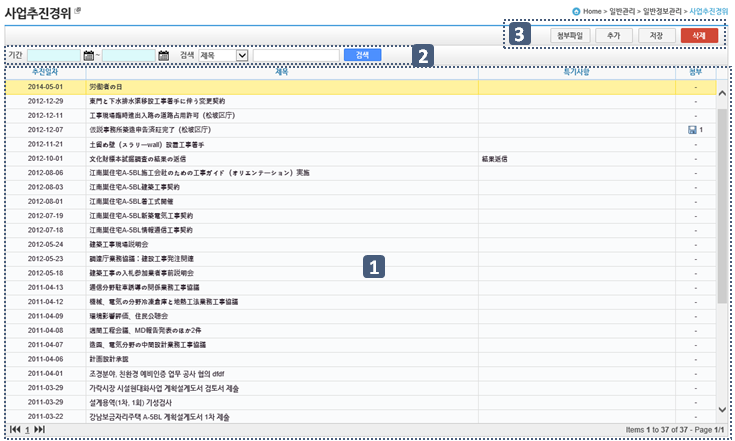 사업추진경위
Home > 일반관리 > 일반정보관리 > 사업추진경위
3 첨부파일 추가 저장 삭제
기간 ~ 검색 제목 검색 2
추진일자 제목 특기사항 첨부
2014-05-01 労働者の日 -
2012-12-29 東門と下水排水渠移設工事着手に伴う変更契約 -
2012-12-11 工事現場臨時進出入路の道路占用許可（松坡区庁） -
2012-12-07 仮設事務所築造申告済証完了（松坡区庁） 1
2012-11-21 土留め壁（スラリーwall）設置工事着手 -
2012-10-01 文化財標本試掘調査の結果の返信 結果返信 -
2012-08-06 江南圏住宅A-5BL施工会社のための工事ガイド（オリエンテーション）実施 -
2012-08-03 江南圏住宅A-5BL建築工事契約 -
2012-08-01 江南圏住宅A-5BL着工式開催 -
2012-07-19 江南圏住宅A-5BL新築電気工事契約 -
2012-07-18 江南圏住宅A-5BL情報通信工事契約 -
2012-05-24 建築工事現場説明会 -
2012-05-23 調達庁業務協議：建設工事発注関連 -
2012-05-18 建築工事の入札参加業者事前説明会 -
2011-04-13 通信分野駐車誘導の関係業務工事協議 -
2011-04-12 機械、電気の分野冷凍倉庫と地熱工法業務工事協議 -
2011-04-09 環境影響評価、住民公聴会 -
2011-04-08 週間工程会議、MD報告発表のほか2件 -
2011-04-07 造園、電気分野の中間設計業務工事協議 -
2011-04-06 計画設計承認 -
2011-04-01 조경분야, 친환경 예비인증 업무 공사 협의 dfdf -
2011-03-29 가락시장 시설현대화사업 계획설계도서 검토서 제출 -
2011-03-29 설계용역(1차, 1회) 기성검사 -
2011-03-22 강남보금자리주택 A-5BL 계획설계도서 1차 제출 -
1
1 Items 1 to 37 of 37 - Page 1/1